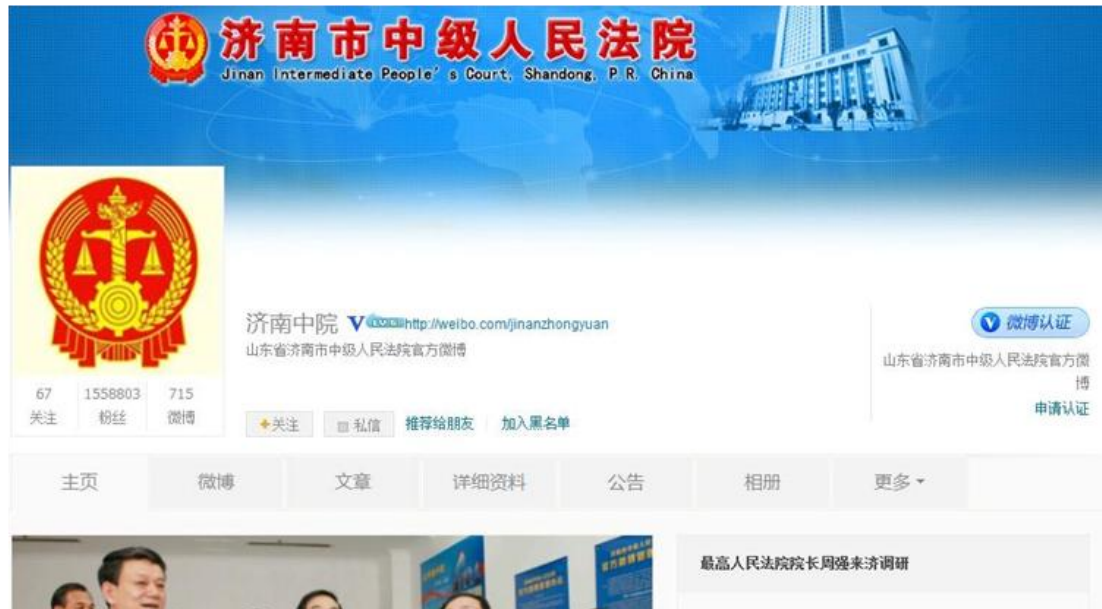 济南市中级人民法院
Jinan Intermediate People's Court, Shandong, P.R. China
济南中院 V http://weibo.com/jinanzhongyuan
山东省济南市中级人民法院官方微博
微博认证
山东省济南市中级人民法院官方微
博
申请认证
67 1558803 715
关注 粉丝 微博
+关注 私信 推荐给朋友 加入黑名单
主页 微博 文章 详细资料 公告 相册 更多
最高人民法院院长周强来济调研